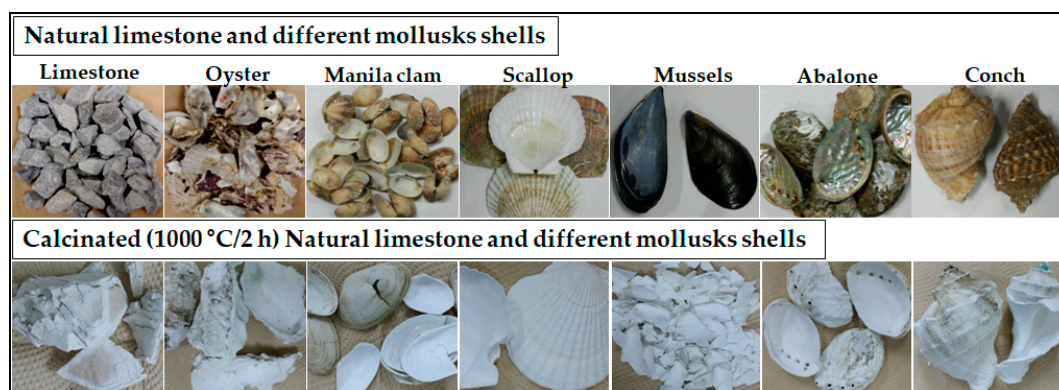 Natural limestone and different mollusks shells
Limestone Oyster Manila clam Scallop Mussels Abalone Conch
Calcinated (1000 °C/2 h) Natural limestone and different mollusks shells